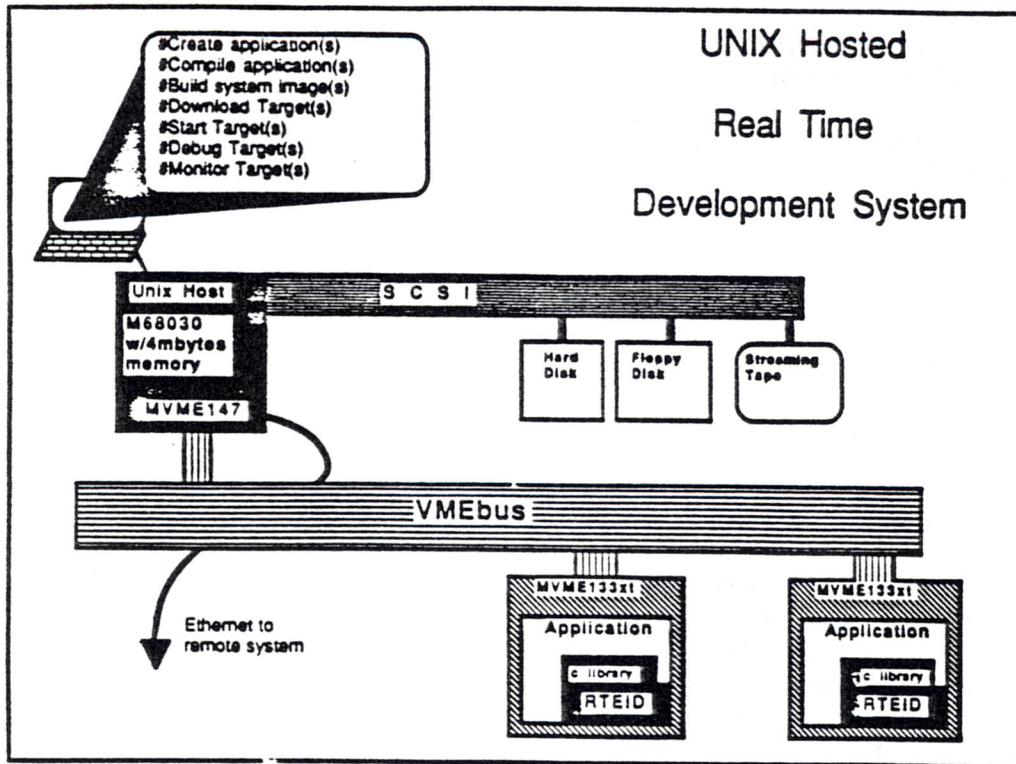 #Create application(s)
#Compile application(s)
#Build system image(s)
#Download Target(s)
#Start Target(s)
#Debug Target(s)
#Monitor Target(s)
UNIX Hosted
Real Time
Development System
Unix Host
M68030
w/4mbytes
memory
MVME147
S C S I
Hard
Disk
Floppy
Disk
Streaming
Tape
VMEbus
Ethernet to
remote system
MVME133xt
Application
c library
RTEID
MVME133xt
Application
c library
RTEID